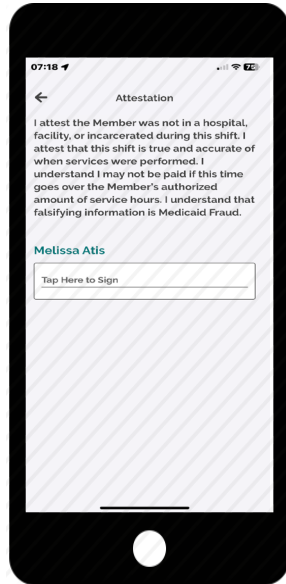 07:18
75
Attestation
I attest the Member was not in a hospital,
facility, or incarcerated during this shift. I
attest that this shift is true and accurate of
when services were performed. I
understand I may not be paid if this time
goes over the Member's authorized
amount of service hours. I understand that
falsifying information is Medicaid Fraud.
Melissa Atis
Tap Here to Sign